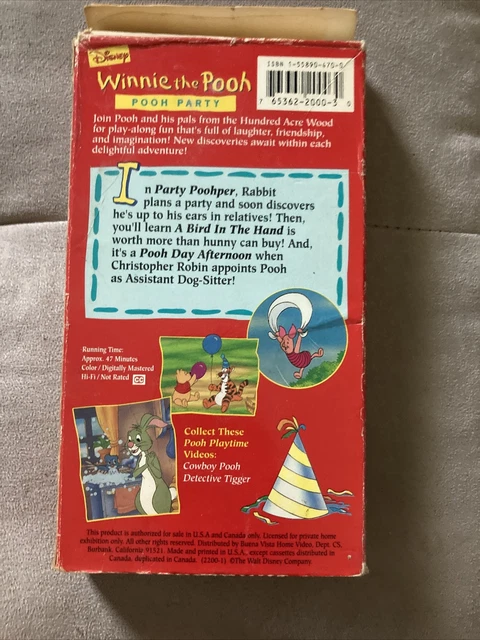 Disney
Winnie the Pooh
POOH PARTY
ISBN 1-55890-470-0
7 65362-2000-3 0
Join Pooh and his pals from the Hundred Acre Wood
for play-along fun that's full of laughter, friendship,
and imagination! New discoveries await within each
delightful adventure!
In Party Poohper, Rabbit
plans a party and soon discovers
he's up to his ears in relatives! Then,
you'll learn A Bird In The Hand is
worth more than hunny can buy! And,
it's a Pooh Day Afternoon when
Christopher Robin appoints Pooh
as Assistant Dog-Sitter!
Running Time:
Approx. 47 Minutes
Color / Digitally Mastered
Hi-Fi / Not Rated CC
Collect These
Pooh Playtime
Videos:
Cowboy Pooh
Detective Tigger
This product is authorized for sale in U.S.A and Canada only. Licensed for private home
exhibition only. All other rights reserved. Distributed by Buena Vista Home Video, Dept. CS,
Burbank, California 91521. Made and printed in U.S.A., except cassettes distributed in
Canada, duplicated in Canada. (2200-1) ©The Walt Disney Company